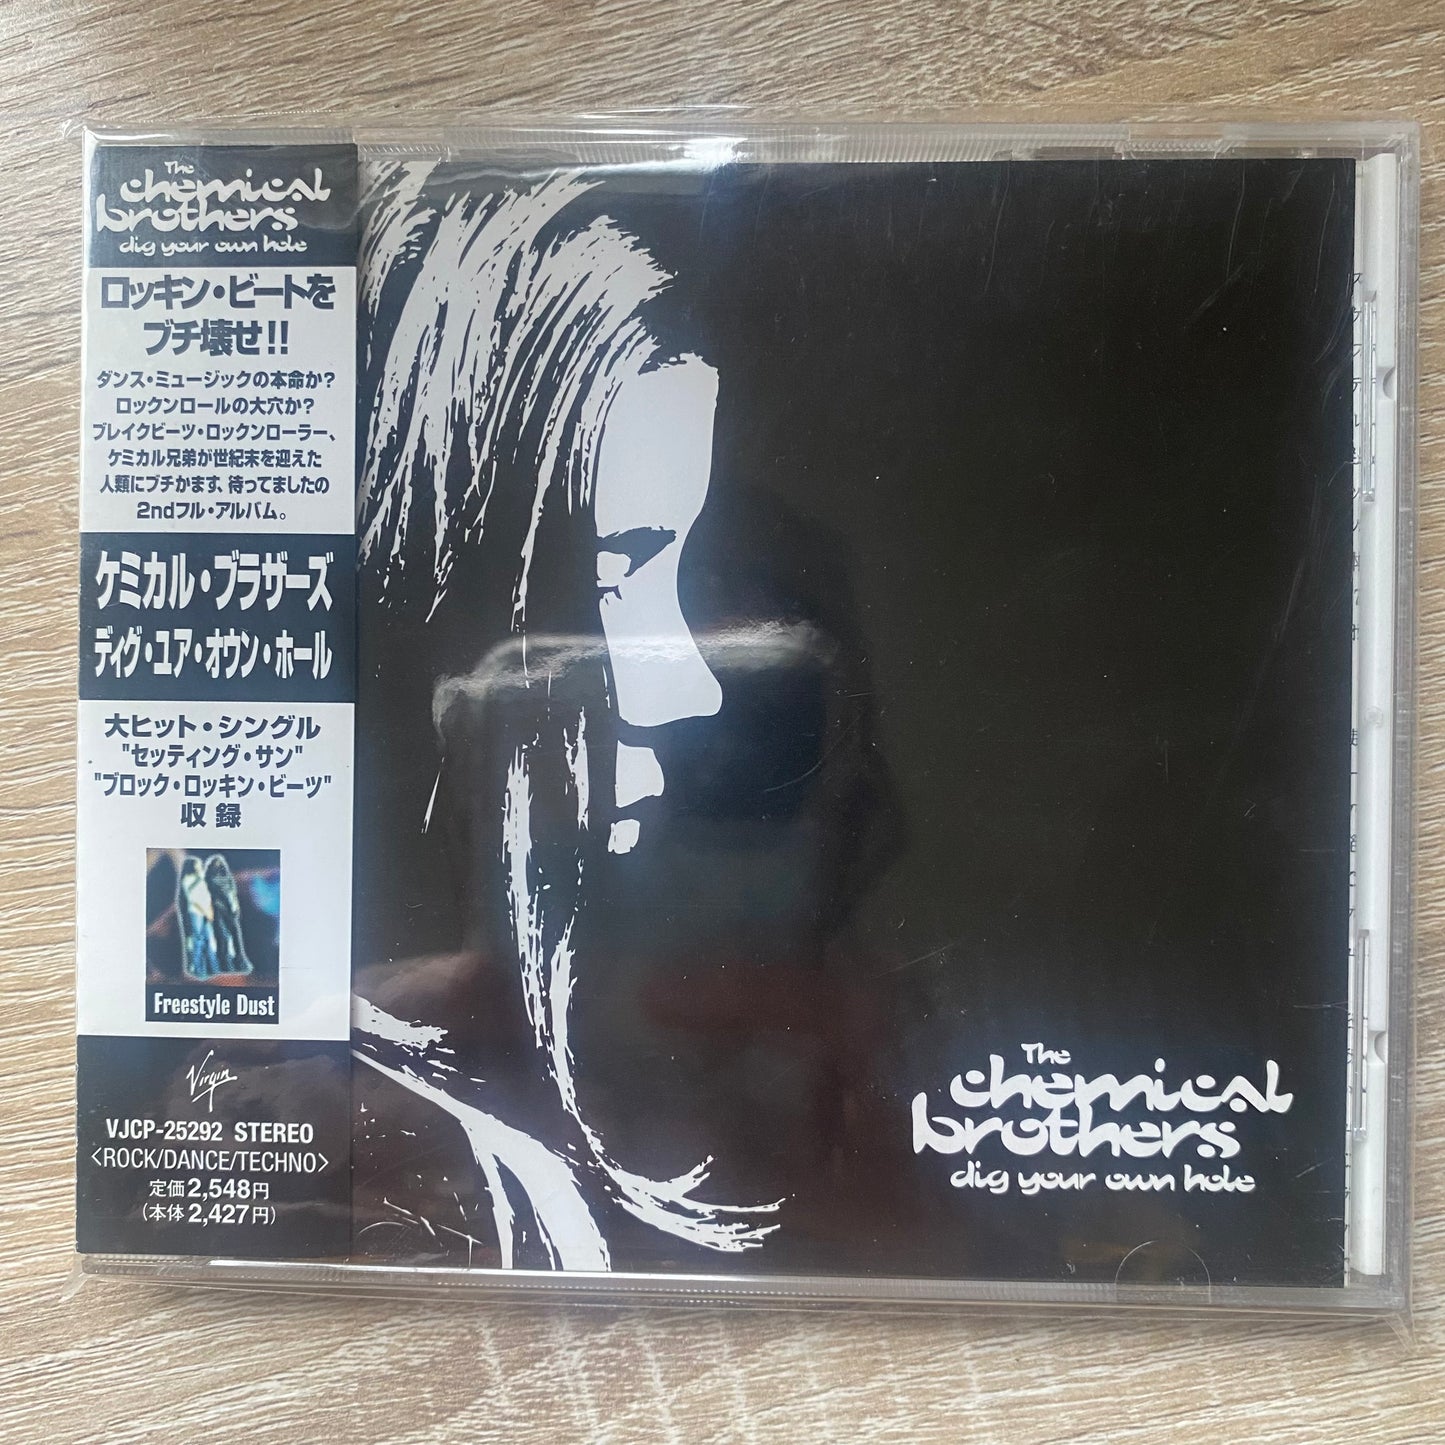 The
chemical
brothers
dig your own hole
ロッキン・ビートを
ブチ壊せ!!
ダンス・ミュージックの本命か?
ロックンロールの大穴か?
ブレイクビーツ・ロックンローラー、
ケミカル兄弟が世紀末を迎えた
人類にブチかます、待ってましたの
2ndフル・アルバム。
ケミカル・ブラザーズ
ディグ・ユア・オウン・ホール
大ヒット・シングル
"セッティング・サン"
"ブロック・ロッキン・ビーツ"
収録
Freestyle Dust
Virgin
VJCP-25292 STEREO
<ROCK/DANCE/TECHNO>
定価2,548円
(本体2,427円)
The
chemical
brothers
dig your own hole